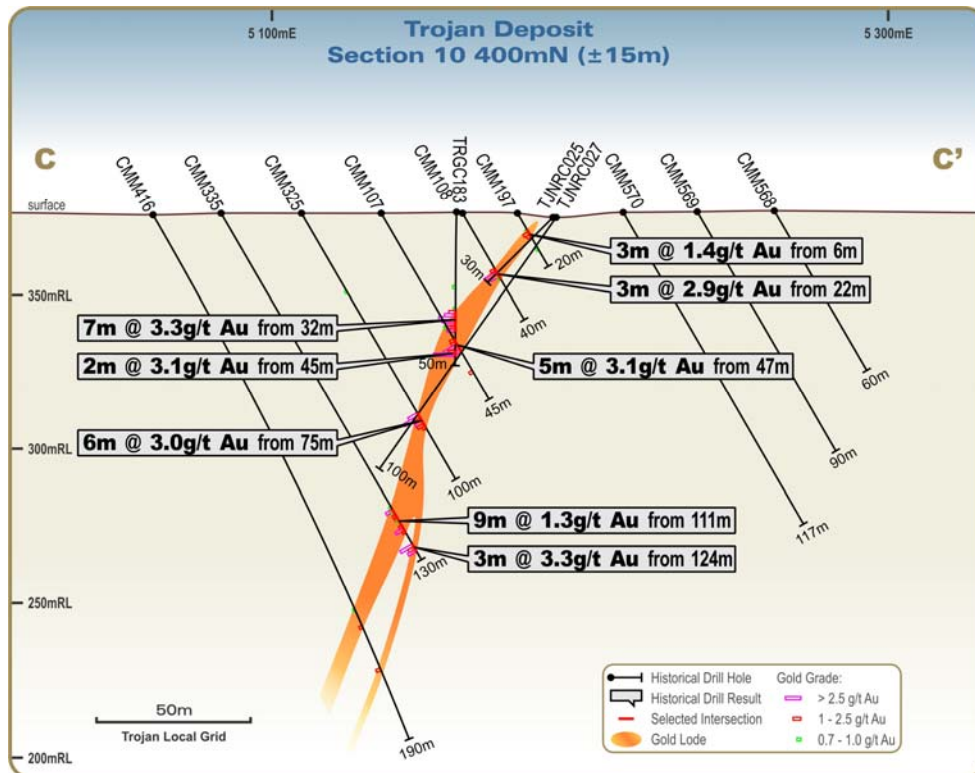 Trojan Deposit
Section 10 400mN (±15m)
5 100mE
5 300mE
C
C'
CMM416
CMM335
CMM325
CMM107
CMM108
TRGC183
CMM197
TJNRC025
TJNRC027
CMM570
CMM569
CMM568
surface
350mRL
300mRL
250mRL
200mRL
3m @ 1.4g/t Au from 6m
3m @ 2.9g/t Au from 22m
7m @ 3.3g/t Au from 32m
2m @ 3.1g/t Au from 45m
5m @ 3.1g/t Au from 47m
6m @ 3.0g/t Au from 75m
9m @ 1.3g/t Au from 111m
3m @ 3.3g/t Au from 124m
20m
30m
40m
50m
45m
60m
100m
100m
90m
117m
130m
190m
50m
Trojan Local Grid
Historical Drill Hole
Historical Drill Result
Selected Intersection
Gold Lode
Gold Grade:
> 2.5 g/t Au
1 - 2.5 g/t Au
0.7 - 1.0 g/t Au